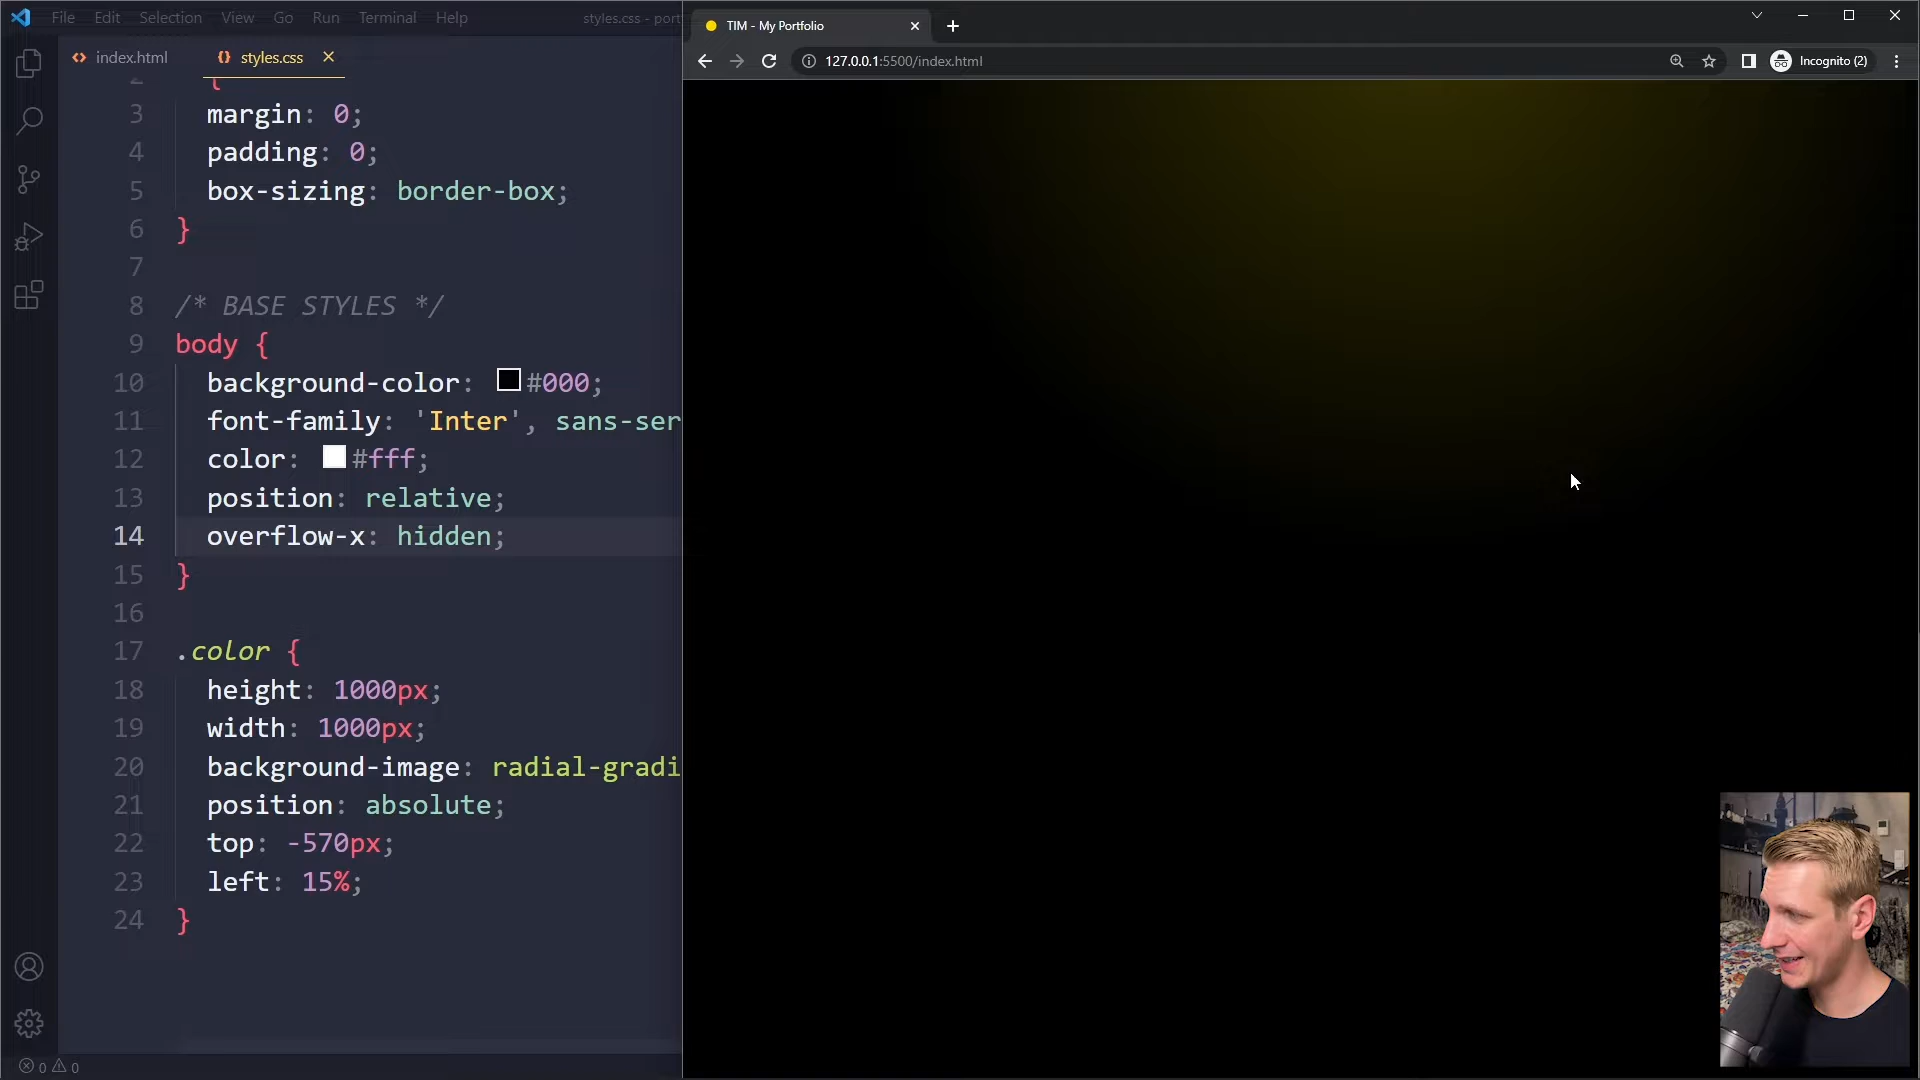 File Edit Selection View Go Run Terminal Help
styles.css - port
index.html
styles.css
2 {
3 margin: 0;
4 padding: 0;
5 box-sizing: border-box;
6 }
7
8 /* BASE STYLES */
9 body {
10 background-color: #000;
11 font-family: 'Inter', sans-ser
12 color: #fff;
13 position: relative;
14 overflow-x: hidden;
15 }
16
17 .color {
18 height: 1000px;
19 width: 1000px;
20 background-image: radial-gradi
21 position: absolute;
22 top: -570px;
23 left: 15%;
24 }
0 0
TIM - My Portfolio
127.0.0.1:5500/index.html
Incognito (2)